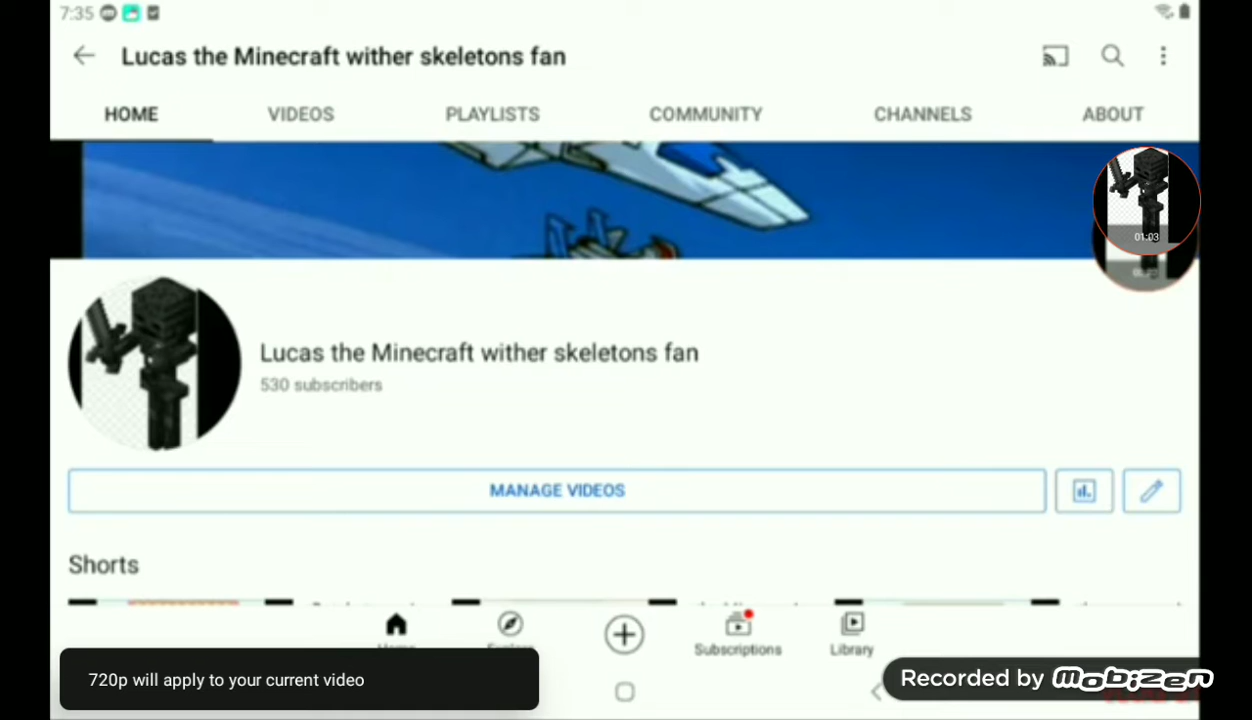 7:35
Lucas the Minecraft wither skeletons fan
HOME VIDEOS PLAYLISTS COMMUNITY CHANNELS ABOUT
01:03
Lucas the Minecraft wither skeletons fan
530 subscribers
MANAGE VIDEOS
Shorts
Home Explore Subscriptions Library
720p will apply to your current video
Recorded by mobizen